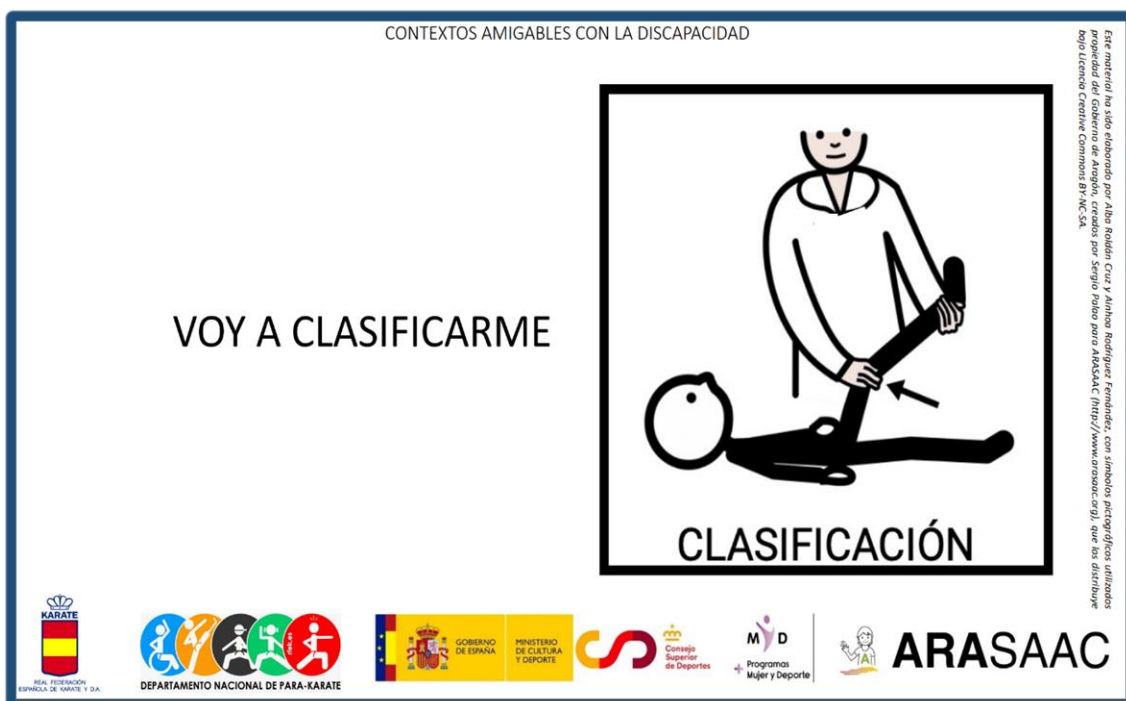 CONTEXTOS AMIGABLES CON LA DISCAPACIDAD
VOY A CLASIFICARME
CLASIFICACIÓN
Este material ha sido elaborado por Alba Roldán Cruz y Ainhoa Rodríguez Fernández, con símbolos pictográficos utilizados
propiedad del Gobierno de Aragón, creados por Sergio Palao para ARASAAC (http://www.arasaac.org), que los distribuye
bajo Licencia Creative Commons BY-NC-SA.
KARATE
REAL FEDERACIÓN
ESPAÑOLA DE KARATE Y D.A.
rfek.es
DEPARTAMENTO NACIONAL DE PARA-KARATE
GOBIERNO
DE ESPAÑA
MINISTERIO
DE CULTURA
Y DEPORTE
Consejo
Superior
de Deportes
M D
+ Programas
Mujer y Deporte
A
ARASAAC